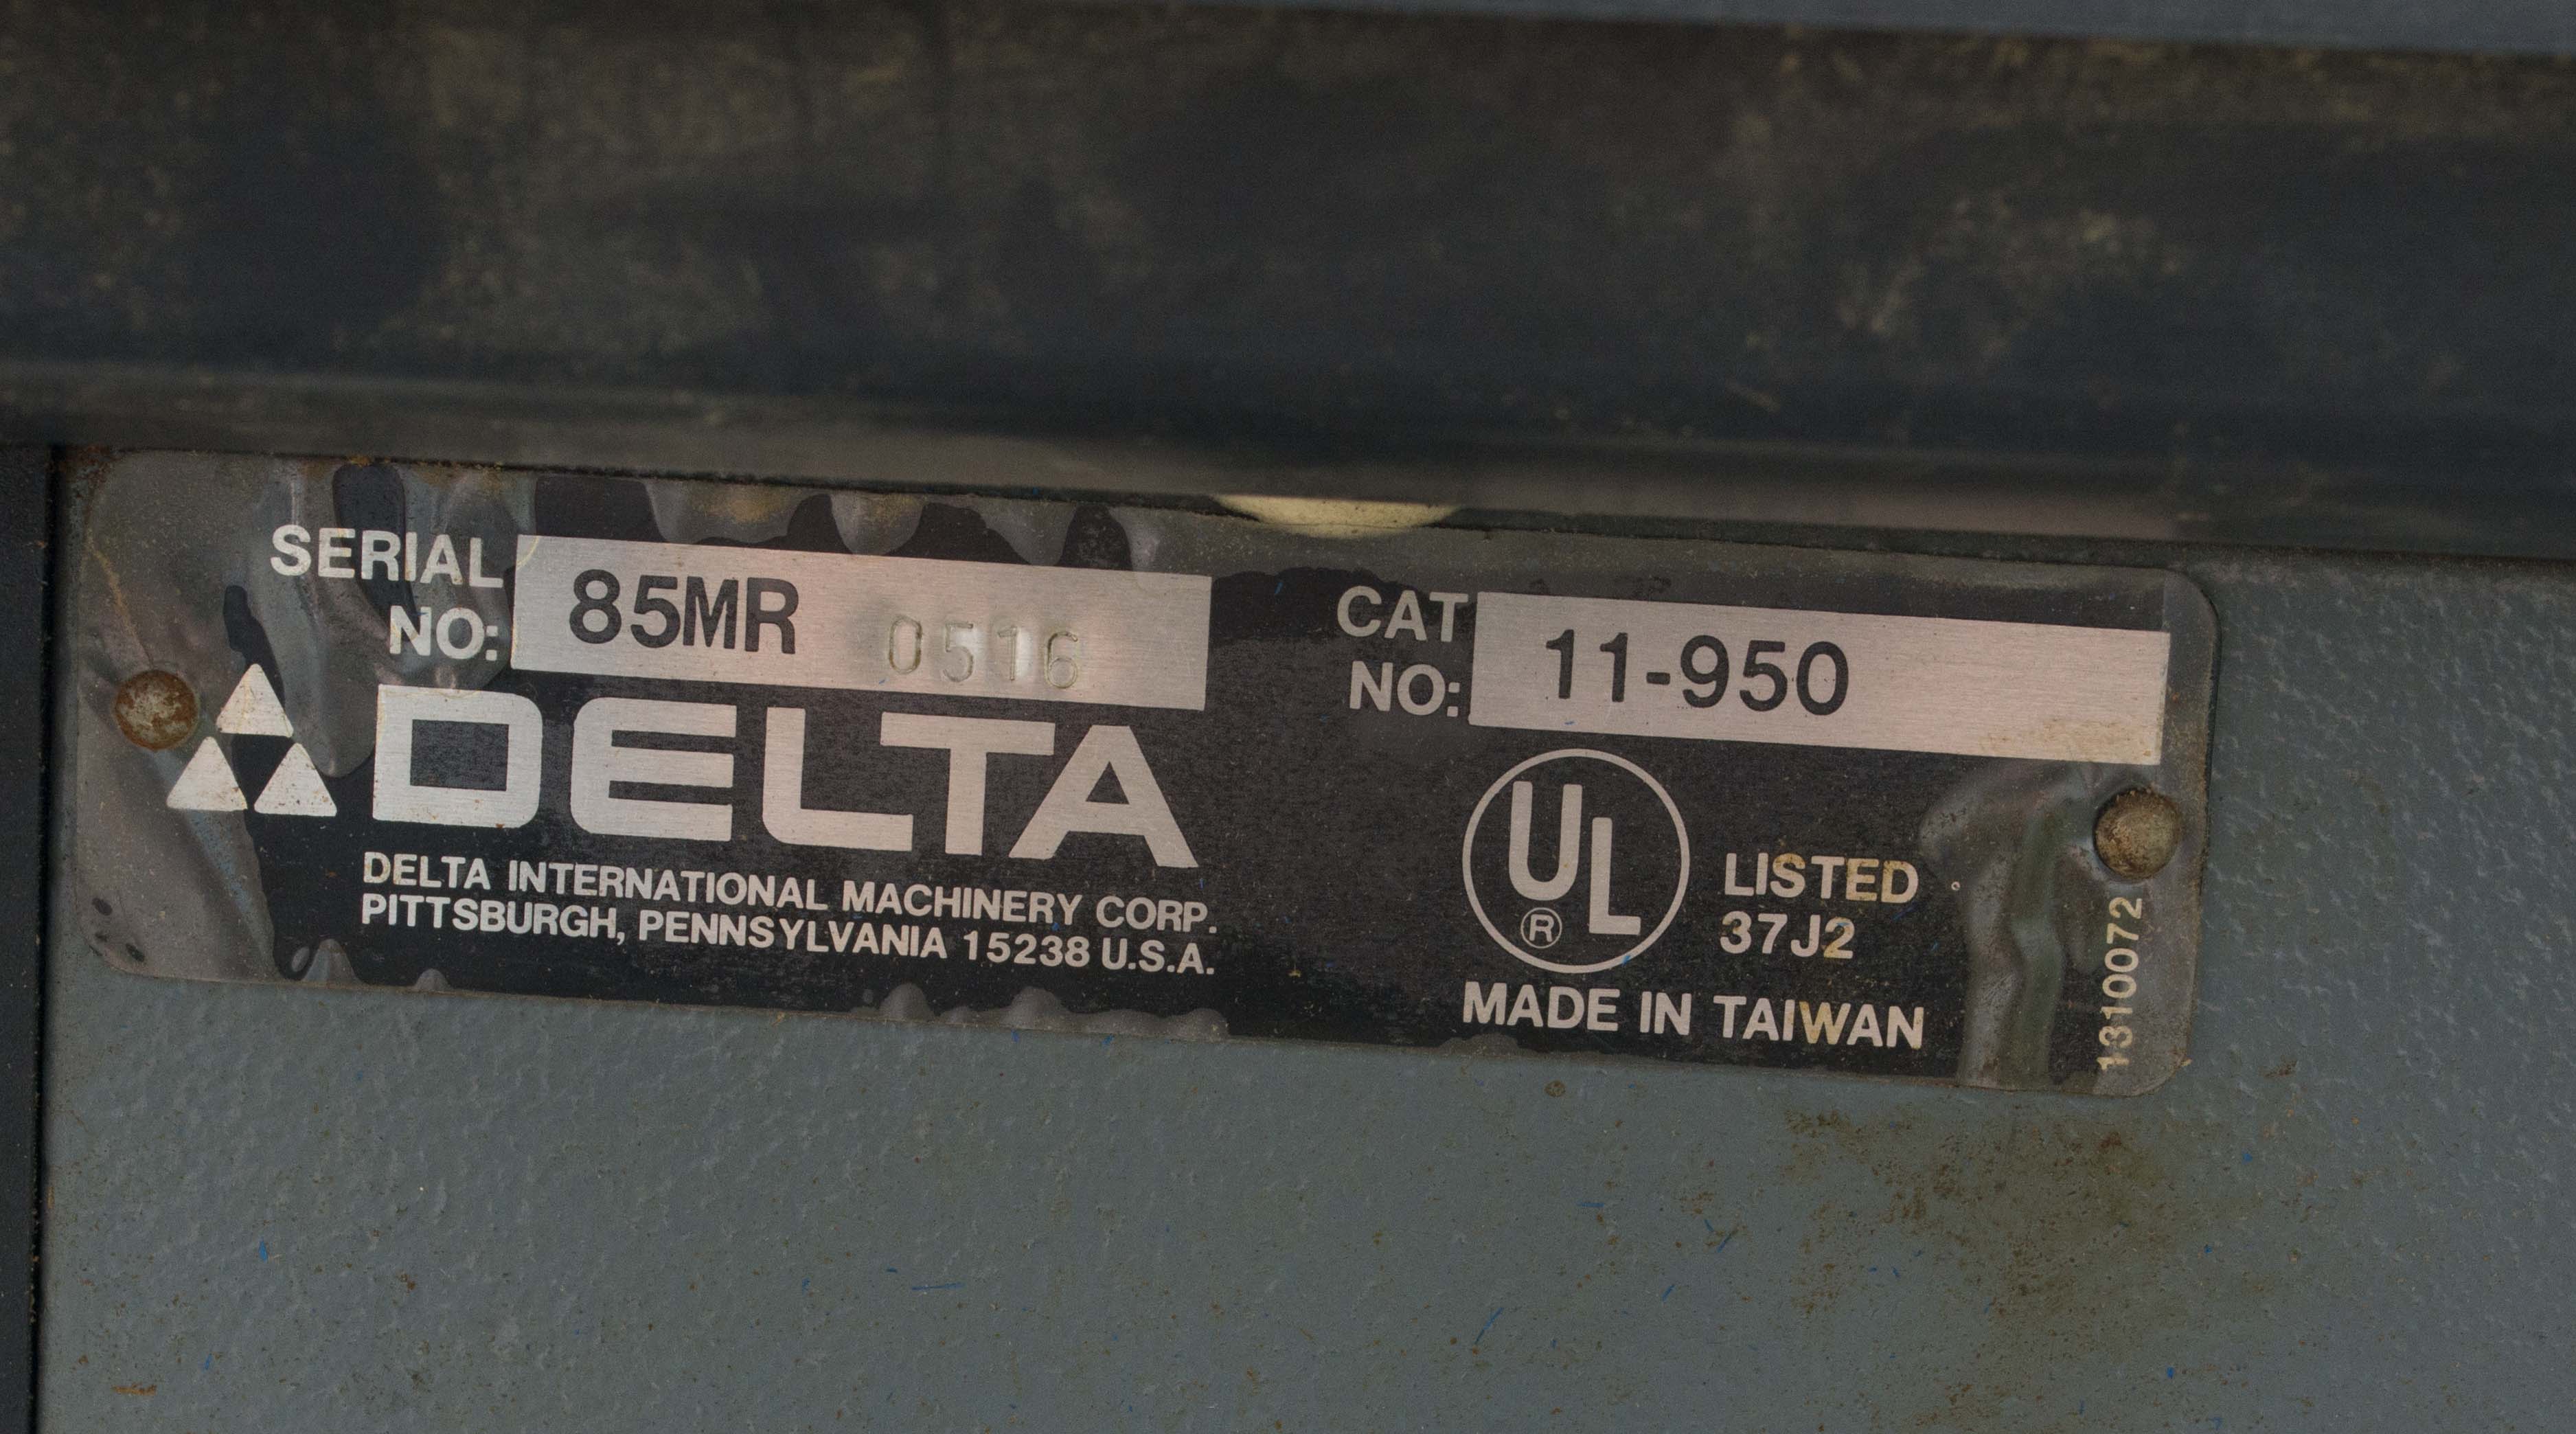 SERIAL NO: 85MR 0516
DELTA
DELTA INTERNATIONAL MACHINERY CORP.
PITTSBURGH, PENNSYLVANIA 15238 U.S.A.
CAT NO: 11-950
UL ®
LISTED
37J2
MADE IN TAIWAN
1310072